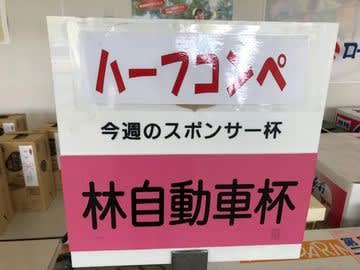 ハーフコンペ
今週のスポンサー杯
林自動車杯